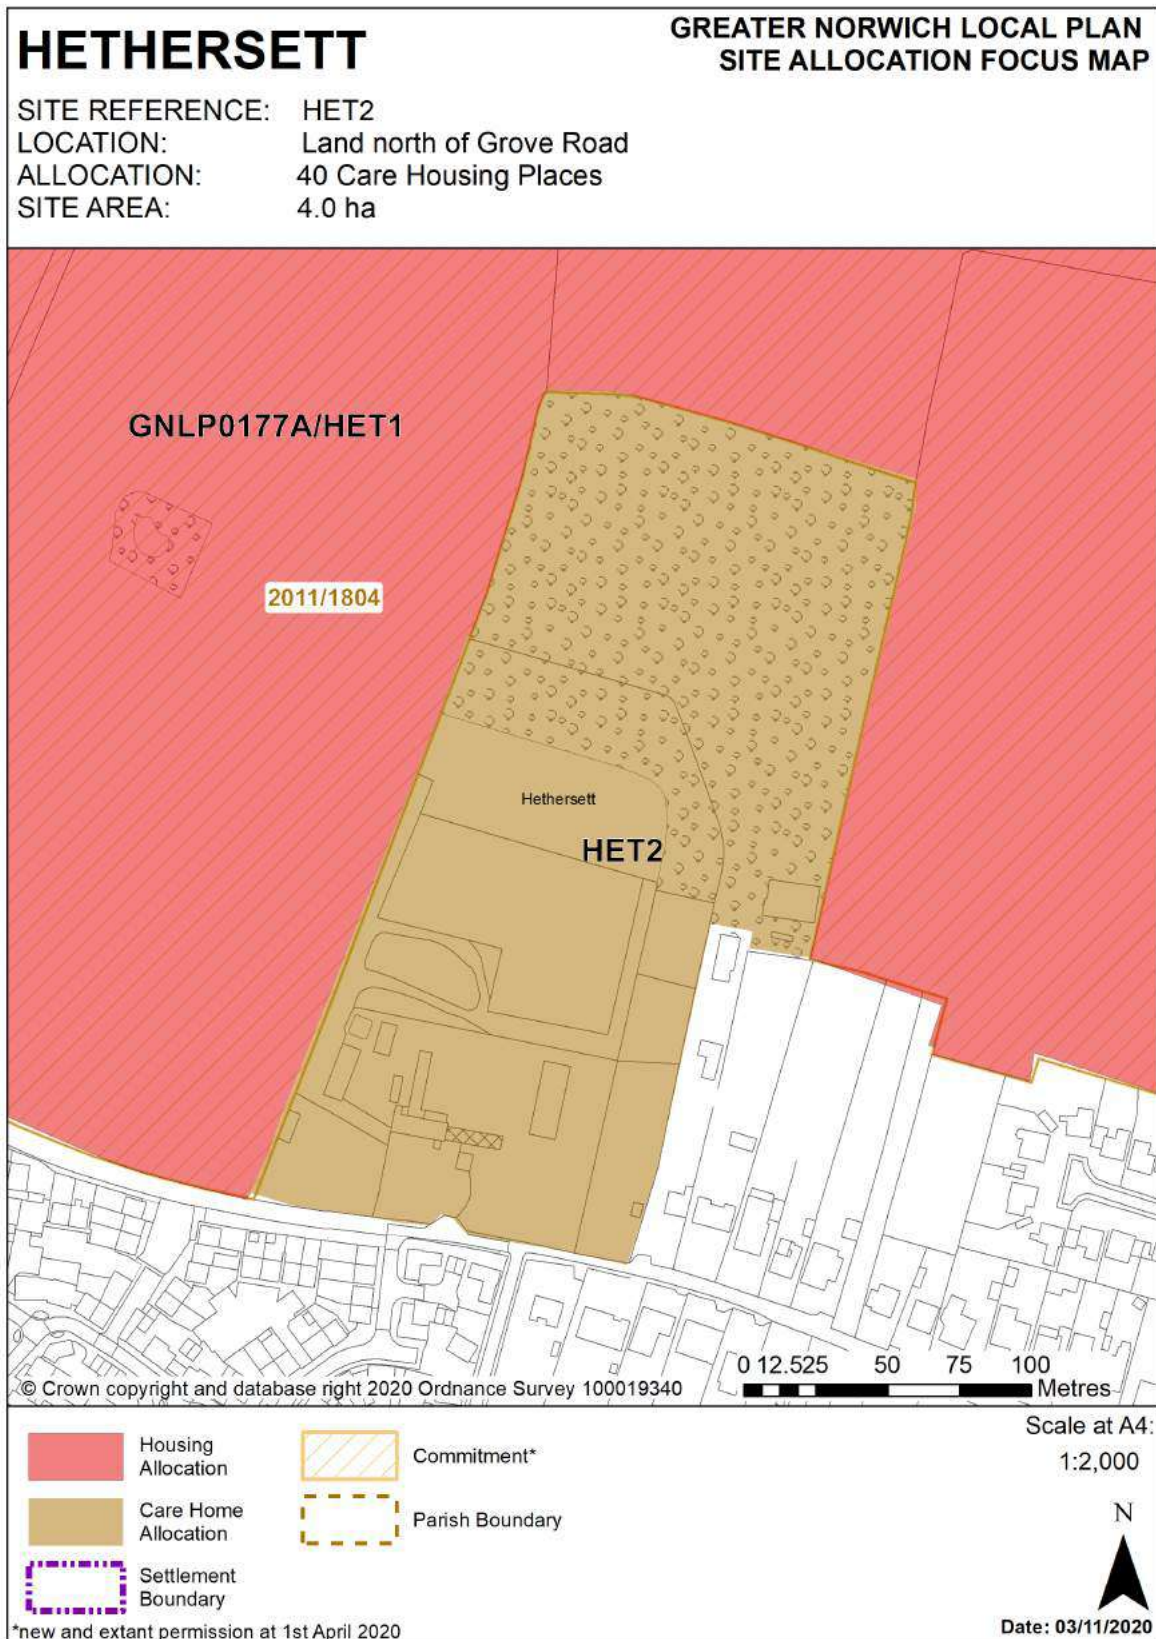 HETHERSETT
GREATER NORWICH LOCAL PLAN
SITE ALLOCATION FOCUS MAP
SITE REFERENCE: HET2
LOCATION: Land north of Grove Road
ALLOCATION: 40 Care Housing Places
SITE AREA: 4.0 ha
GNLP0177A/HET1
2011/1804
Hethersett
HET2
0 12.525 50 75 100
Metres
© Crown copyright and database right 2020 Ordnance Survey 100019340
Housing
Allocation
Commitment*
Care Home
Allocation
Parish Boundary
Settlement
Boundary
*new and extant permission at 1st April 2020
Scale at A4:
1:2,000
N
Date: 03/11/2020